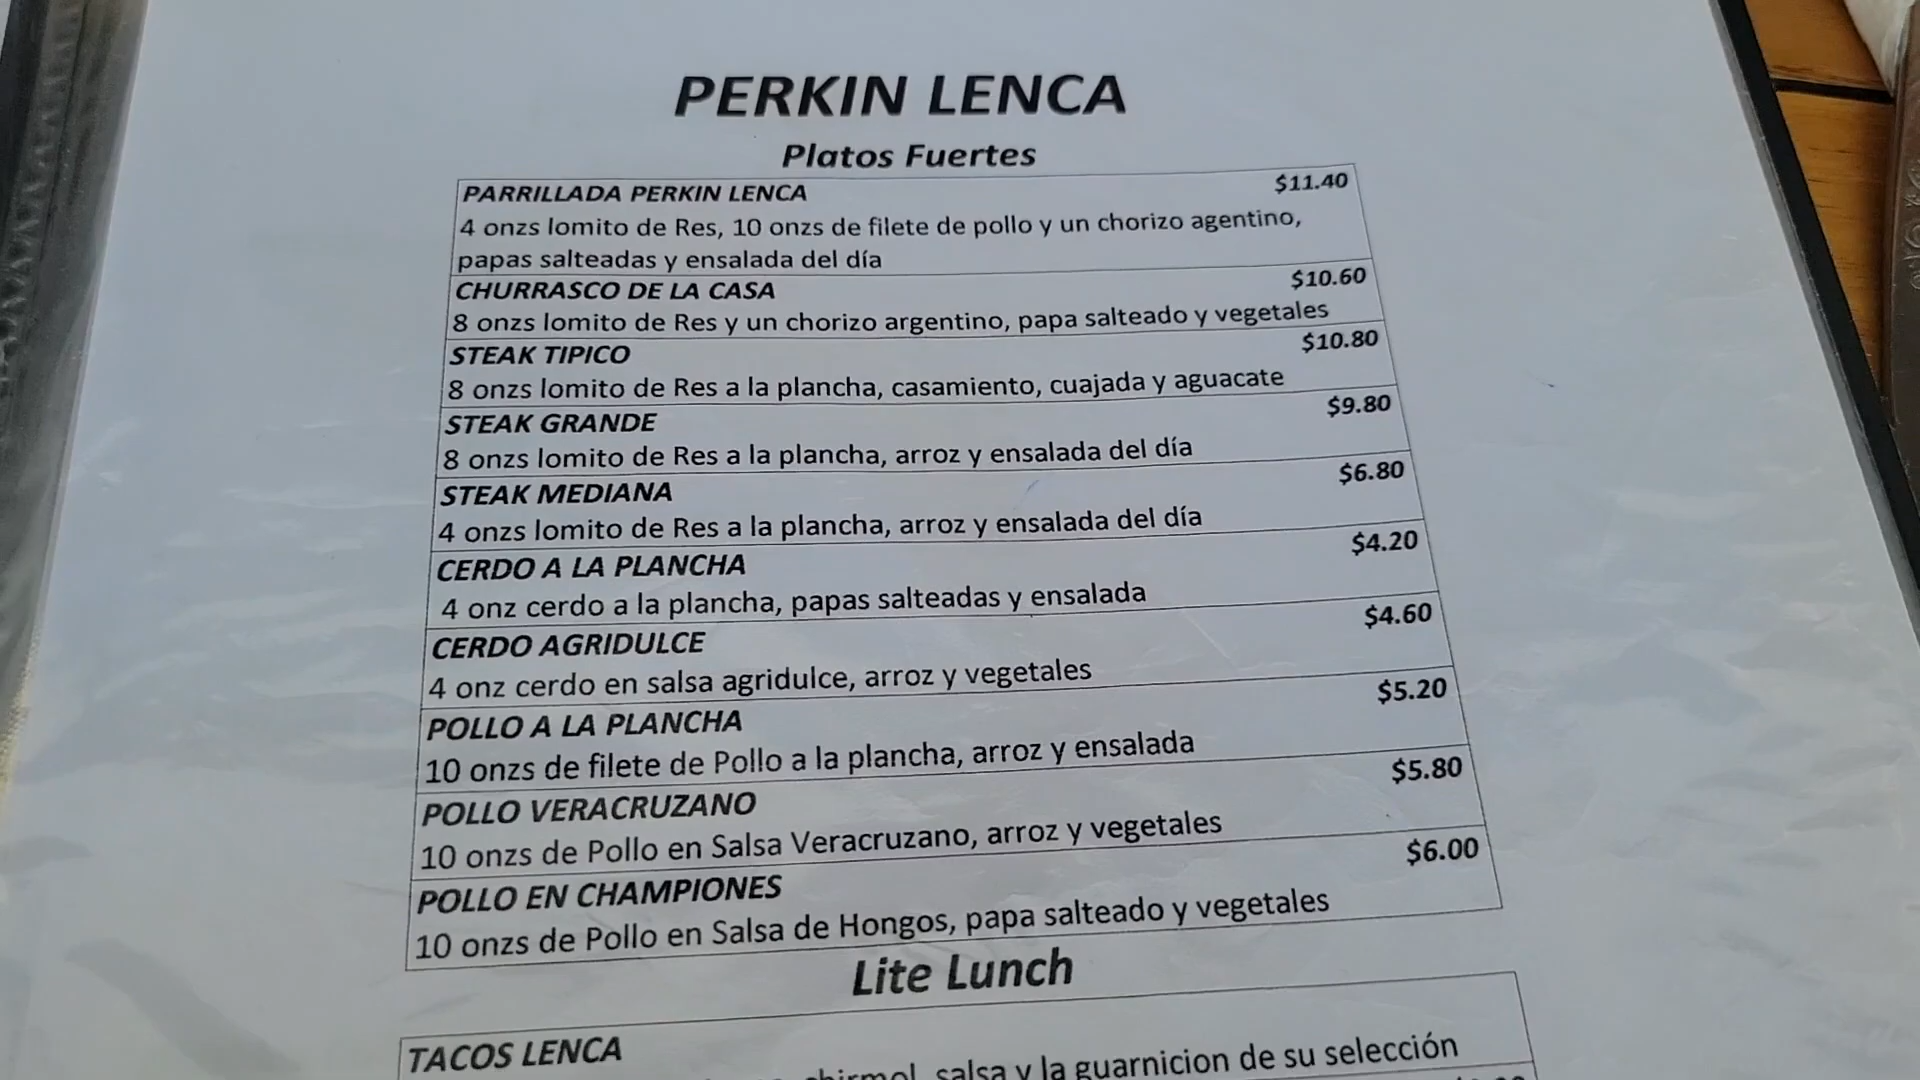 PERKIN LENCA
Platos Fuertes
PARRILLADA PERKIN LENCA $11.40
4 onzs lomito de Res, 10 onzs de filete de pollo y un chorizo agentino,
papas salteadas y ensalada del día
CHURRASCO DE LA CASA $10.60
8 onzs lomito de Res y un chorizo argentino, papa salteado y vegetales
STEAK TIPICO $10.80
8 onzs lomito de Res a la plancha, casamiento, cuajada y aguacate
STEAK GRANDE $9.80
8 onzs lomito de Res a la plancha, arroz y ensalada del día
STEAK MEDIANA $6.80
4 onzs lomito de Res a la plancha, arroz y ensalada del día
CERDO A LA PLANCHA $4.20
4 onz cerdo a la plancha, papas salteadas y ensalada
CERDO AGRIDULCE $4.60
4 onz cerdo en salsa agridulce, arroz y vegetales
POLLO A LA PLANCHA $5.20
10 onzs de filete de Pollo a la plancha, arroz y ensalada
POLLO VERACRUZANO $5.80
10 onzs de Pollo en Salsa Veracruzano, arroz y vegetales
POLLO EN CHAMPIONES $6.00
10 onzs de Pollo en Salsa de Hongos, papa salteado y vegetales
Lite Lunch
TACOS LENCA
salsa y la guarnicion de su selección